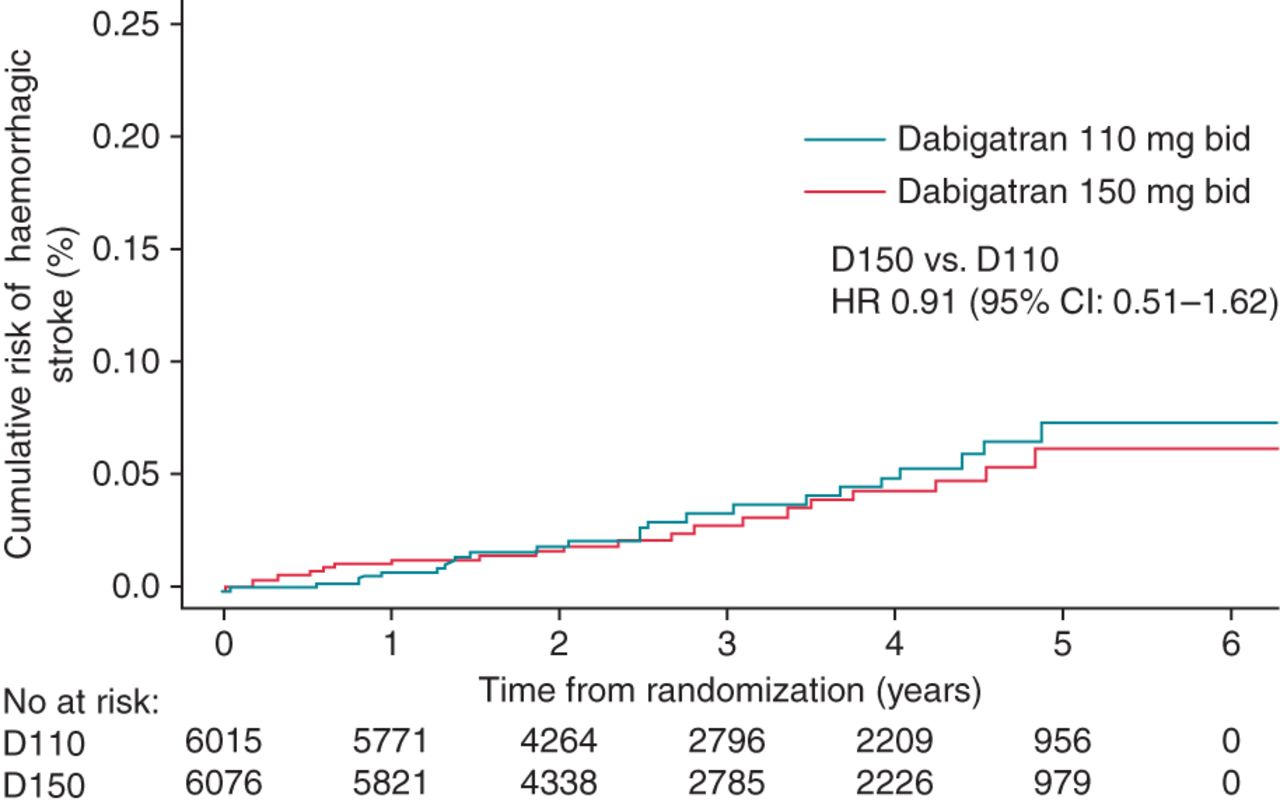 Cumulative risk of haemorrhagic
stroke (%)
0.25
0.20
0.15
0.10
0.05
0.0
Dabigatran 110 mg bid
Dabigatran 150 mg bid
D150 vs. D110
HR 0.91 (95% CI: 0.51–1.62)
0 1 2 3 4 5 6
Time from randomization (years)
No at risk:
D110 6015 5771 4264 2796 2209 956 0
D150 6076 5821 4338 2785 2226 979 0